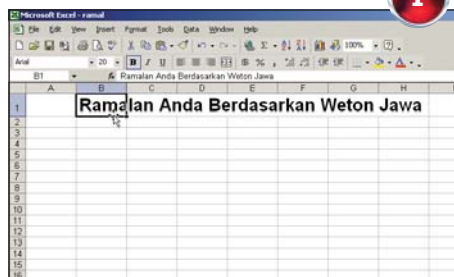 Microsoft Excel - ramal
File Edit View Insert Format Tools Data Window Help
100%
Arial 20 B I U
B1 fx Ramalan Anda Berdasarkan Weton Jawa
A B C D E F G H
1 Ramalan Anda Berdasarkan Weton Jawa
2
3
4
5
6
7
8
9
10
11
12
13
14
15
16